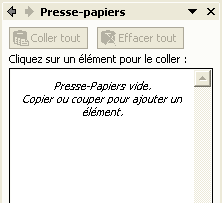 Presse-papiers
Coller tout Effacer tout
Cliquez sur un élément pour le coller :
Presse-Papiers vide.
Copier ou couper pour ajouter un
élément.